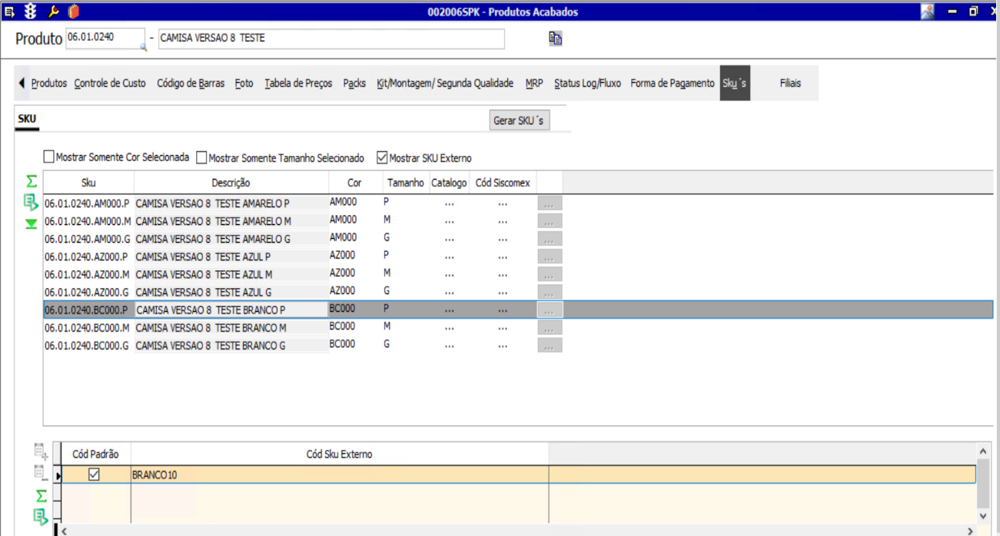 002006SPK - Produtos Acabados
Produto 06.01.0240 - CAMISA VERSAO 8 TESTE
Produtos Controle de Custo Código de Barras Foto Tabela de Preços Packs Kit/Montagem/ Segunda Qualidade MRP Status Log/Fluxo Forma de Pagamento Sku´s Filiais
SKU Gerar SKU´s
Mostrar Somente Cor Selecionada Mostrar Somente Tamanho Selecionado Mostrar SKU Externo
Sku Descrição Cor Tamanho Catalogo Cód Siscomex
06.01.0240.AM000.P CAMISA VERSAO 8 TESTE AMARELO P AM000 P ... ... ...
06.01.0240.AM000.M CAMISA VERSAO 8 TESTE AMARELO M AM000 M ... ... ...
06.01.0240.AM000.G CAMISA VERSAO 8 TESTE AMARELO G AM000 G ... ... ...
06.01.0240.AZ000.P CAMISA VERSAO 8 TESTE AZUL P AZ000 P ... ... ...
06.01.0240.AZ000.M CAMISA VERSAO 8 TESTE AZUL M AZ000 M ... ... ...
06.01.0240.AZ000.G CAMISA VERSAO 8 TESTE AZUL G AZ000 G ... ... ...
06.01.0240.BC000.P CAMISA VERSAO 8 TESTE BRANCO P BC000 P ... ... ...
06.01.0240.BC000.M CAMISA VERSAO 8 TESTE BRANCO M BC000 M ... ... ...
06.01.0240.BC000.G CAMISA VERSAO 8 TESTE BRANCO G BC000 G ... ... ...
Cód Padrão Cód Sku Externo
BRANCO10